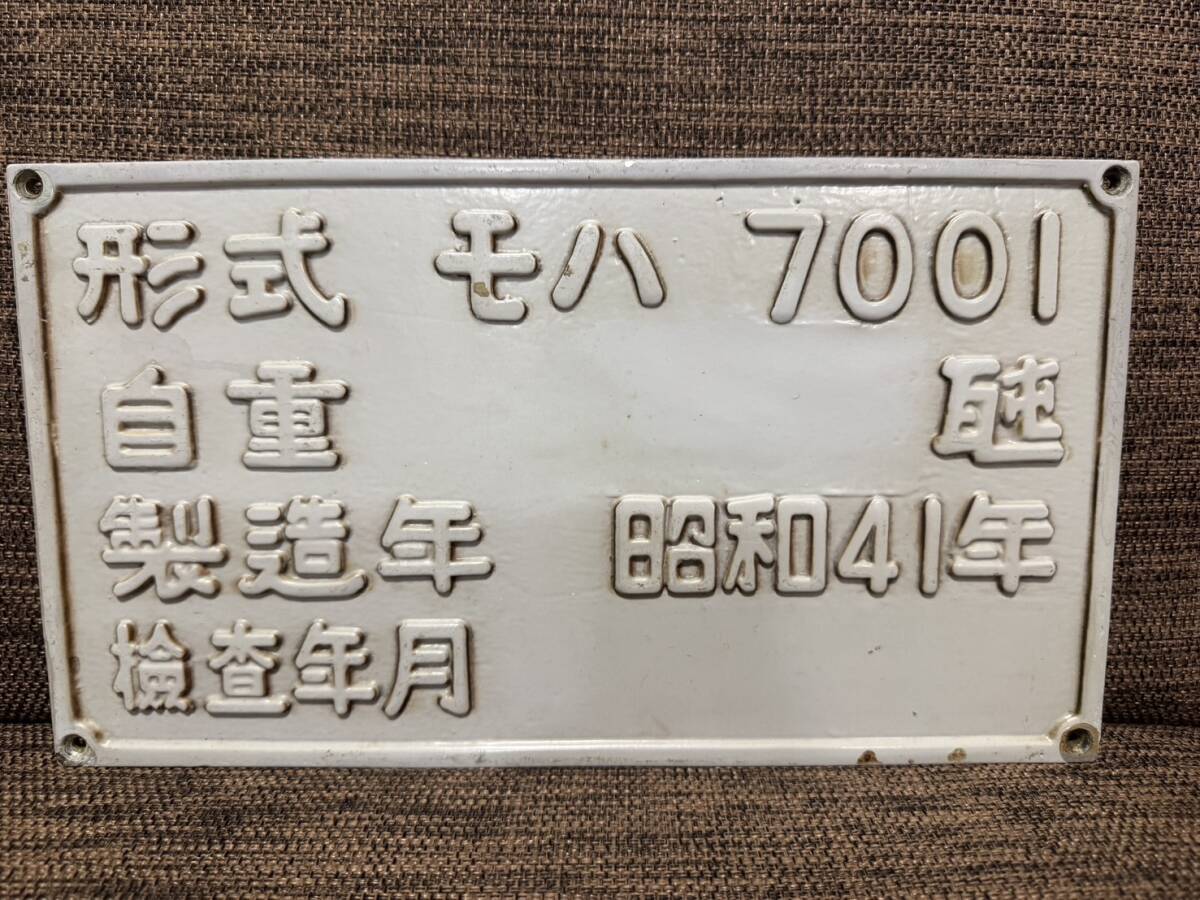 形式 モハ 7001
自重 瓲
製造年 昭和41年
検査年月